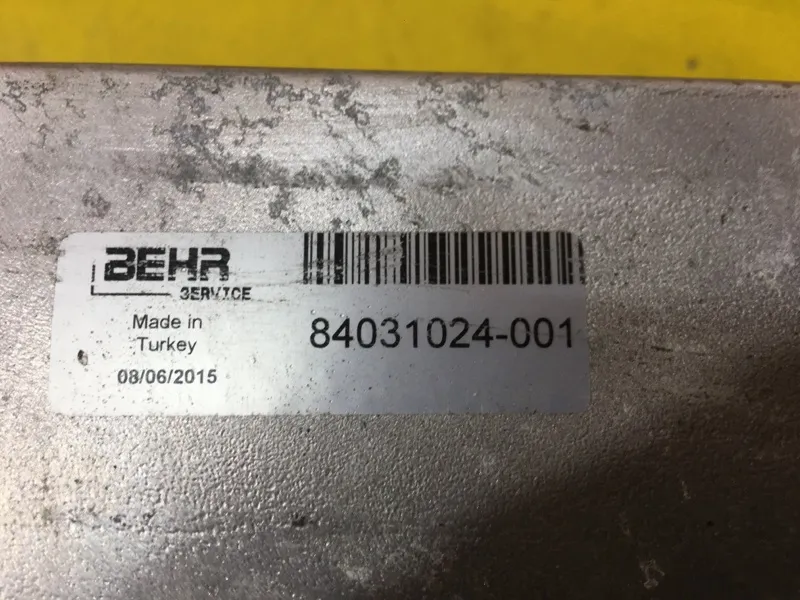 BEHR
SERVICE
Made in
Turkey
08/06/2015
84031024-001